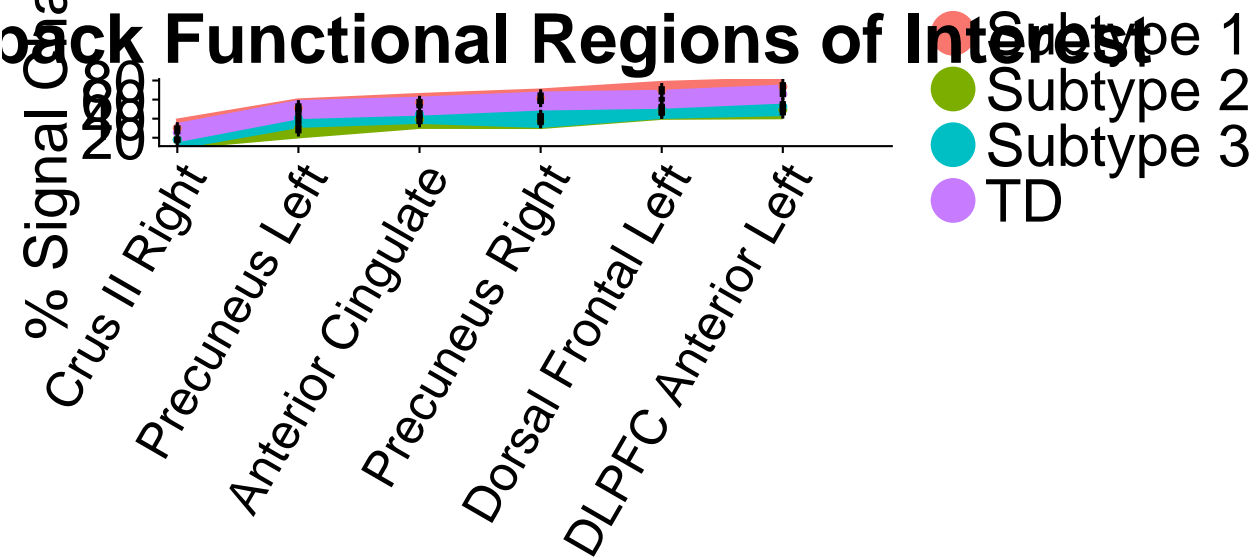 back Functional Regions of Interest
% Signal Cha
80
60
40
20
Crus II Right
Precuneus Left
Anterior Cingulate
Precuneus Right
Dorsal Frontal Left
DLPFC Anterior Left
Subtype 1
Subtype 2
Subtype 3
TD